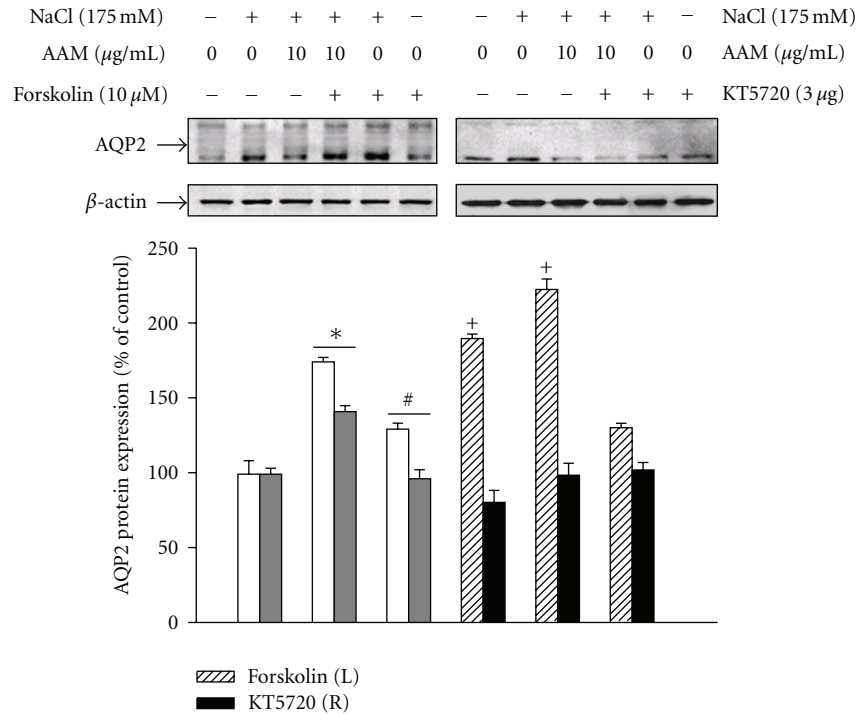 NaCl (175 mM) − + + + + − − + + + + − NaCl (175 mM)
AAM (μg/mL) 0 0 10 10 0 0 0 0 10 10 0 0 AAM (μg/mL)
Forskolin (10 μM) − − − + + + − − − + + + KT5720 (3 μg)
AQP2
β-actin
AQP2 protein expression (% of control)
250
200
150
100
50
0
*
#
+
+
Forskolin (L)
KT5720 (R)